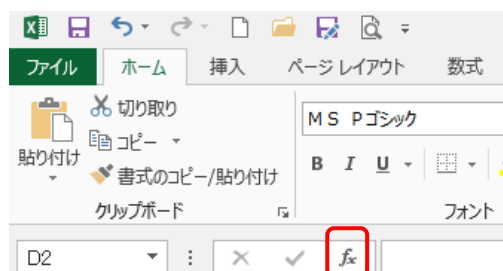 ファイル ホーム 挿入 ページ レイアウト 数式
切り取り
コピー
貼り付け
書式のコピー/貼り付け
クリップボード
ＭＳ Ｐゴシック
B I U
フォント
D2
fx